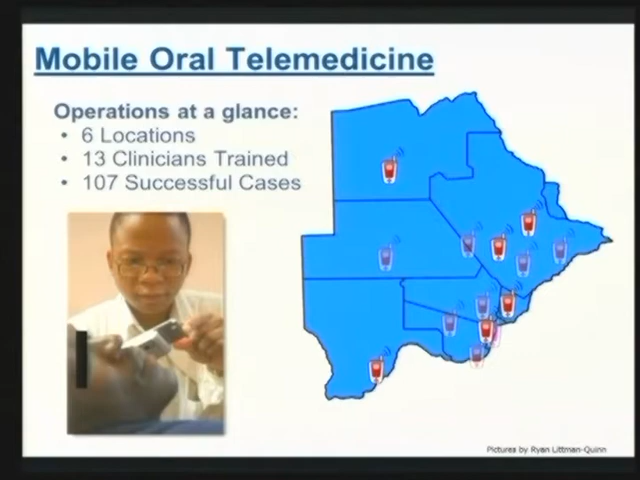 Mobile Oral Telemedicine
Operations at a glance:
• 6 Locations
• 13 Clinicians Trained
• 107 Successful Cases
Pictures by Ryan Littman-Quinn